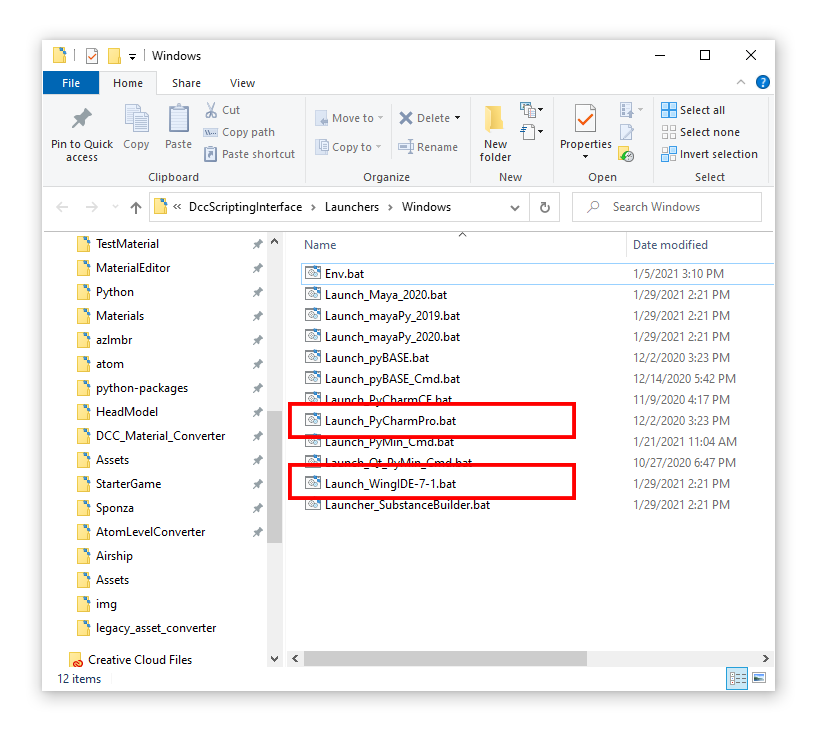 Windows
File Home Share View
Pin to Quick access
Copy
Paste
Cut
Copy path
Paste shortcut
Clipboard
Move to
Copy to
Delete
Rename
Organize
New folder
New
Properties
Open
Select all
Select none
Invert selection
Select
« DccScriptingInterface > Launchers > Windows
Search Windows
TestMaterial
MaterialEditor
Python
Materials
azlmbr
atom
python-packages
HeadModel
DCC_Material_Converter
Assets
StarterGame
Sponza
AtomLevelConverter
Airship
Assets
img
legacy_asset_converter
Creative Cloud Files
Name Date modified
Env.bat 1/5/2021 3:10 PM
Launch_Maya_2020.bat 1/29/2021 2:21 PM
Launch_mayaPy_2019.bat 1/29/2021 2:21 PM
Launch_mayaPy_2020.bat 1/29/2021 2:21 PM
Launch_pyBASE.bat 12/2/2020 3:23 PM
Launch_pyBASE_Cmd.bat 12/14/2020 5:42 PM
Launch_PyCharmCE.bat 11/9/2020 4:17 PM
Launch_PyCharmPro.bat 12/2/2020 3:23 PM
Launch_PyMin_Cmd.bat 1/21/2021 11:04 AM
Launch_Qt_PyMin_Cmd.bat 10/27/2020 6:47 PM
Launch_WingIDE-7-1.bat 1/29/2021 2:21 PM
Launcher_SubstanceBuilder.bat 1/29/2021 2:21 PM
12 items